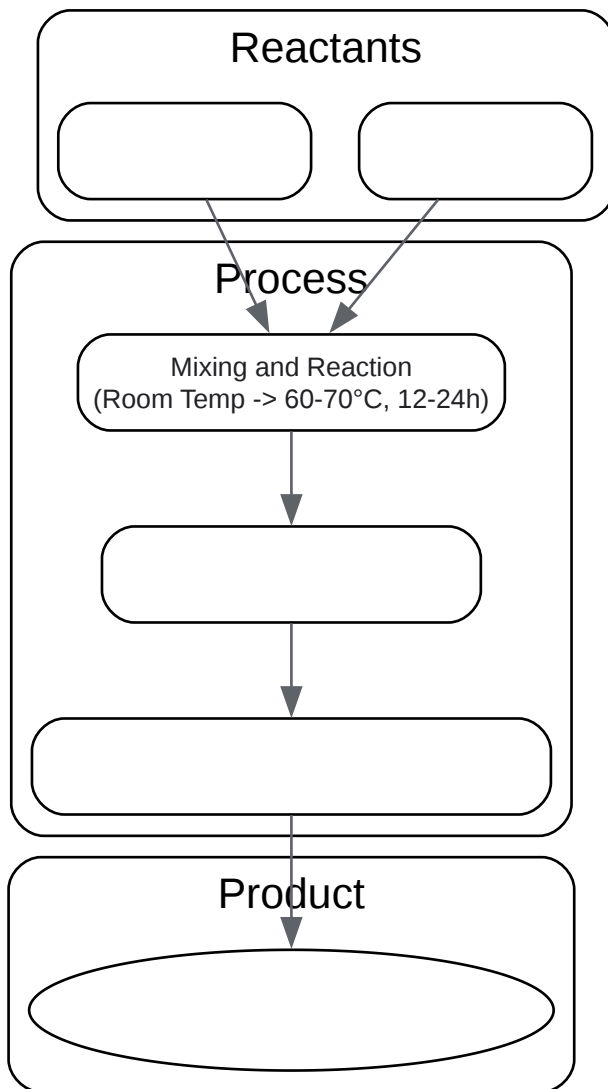 Reactants
Process
Mixing and Reaction
(Room Temp -> 60-70°C, 12-24h)
Product